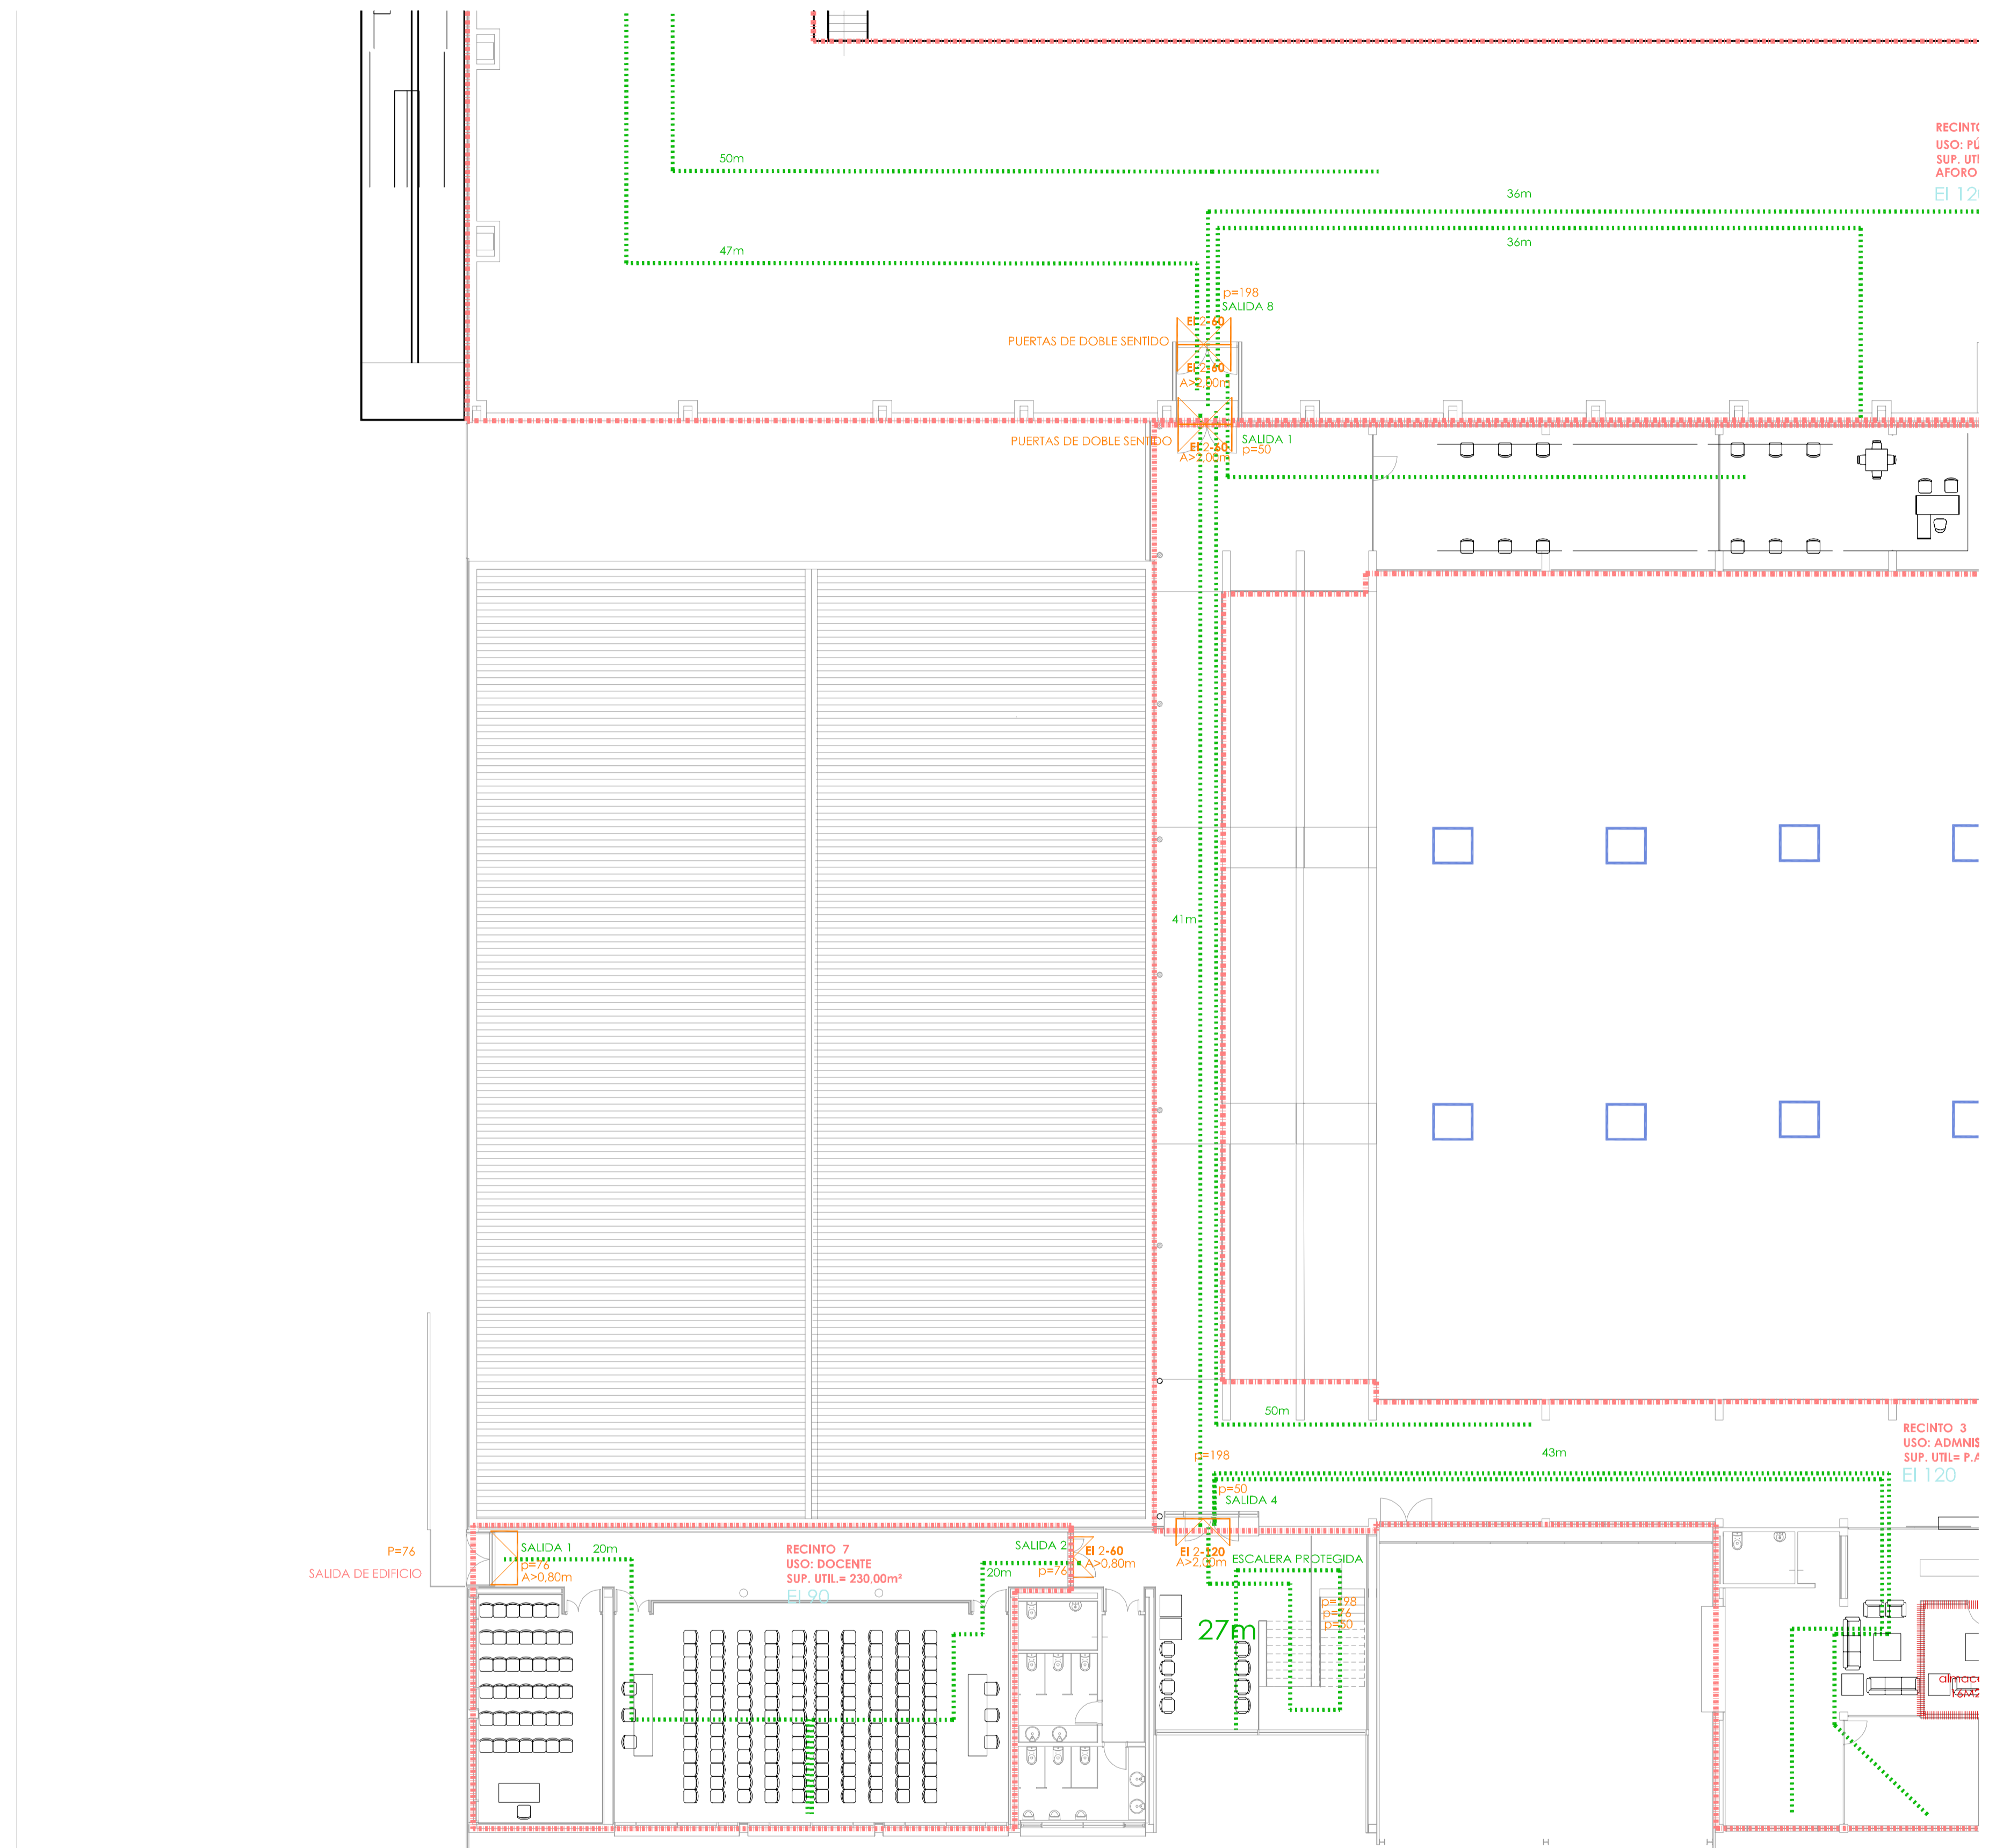 RECINTO
USO: PÚ
SUP. UTI
AFORO
EI 120
50m
36m
36m
47m
p=198
SALIDA 8
EI 2-60
PUERTAS DE DOBLE SENTIDO
EI 2-60
A>2,00m
PUERTAS DE DOBLE SENTIDO
SALIDA 1
EI 2-60
p=50
A>2,00m
41m
50m
RECINTO 3
USO: ADMNIS
43m
p=198
SUP. UTIL= P.A
EI 120
p=50
SALIDA 4
P=76
SALIDA DE EDIFICIO
SALIDA 1
20m
p=76
A>0,80m
RECINTO 7
USO: DOCENTE
SUP. UTIL.= 230,00m²
EI 90
SALIDA 2
20m
EI 2-60
A>0,80m
p=76
EI 2-120
A>2,00m
ESCALERA PROTEGIDA
p=198
p=76
p=50
27m
almace
16M2